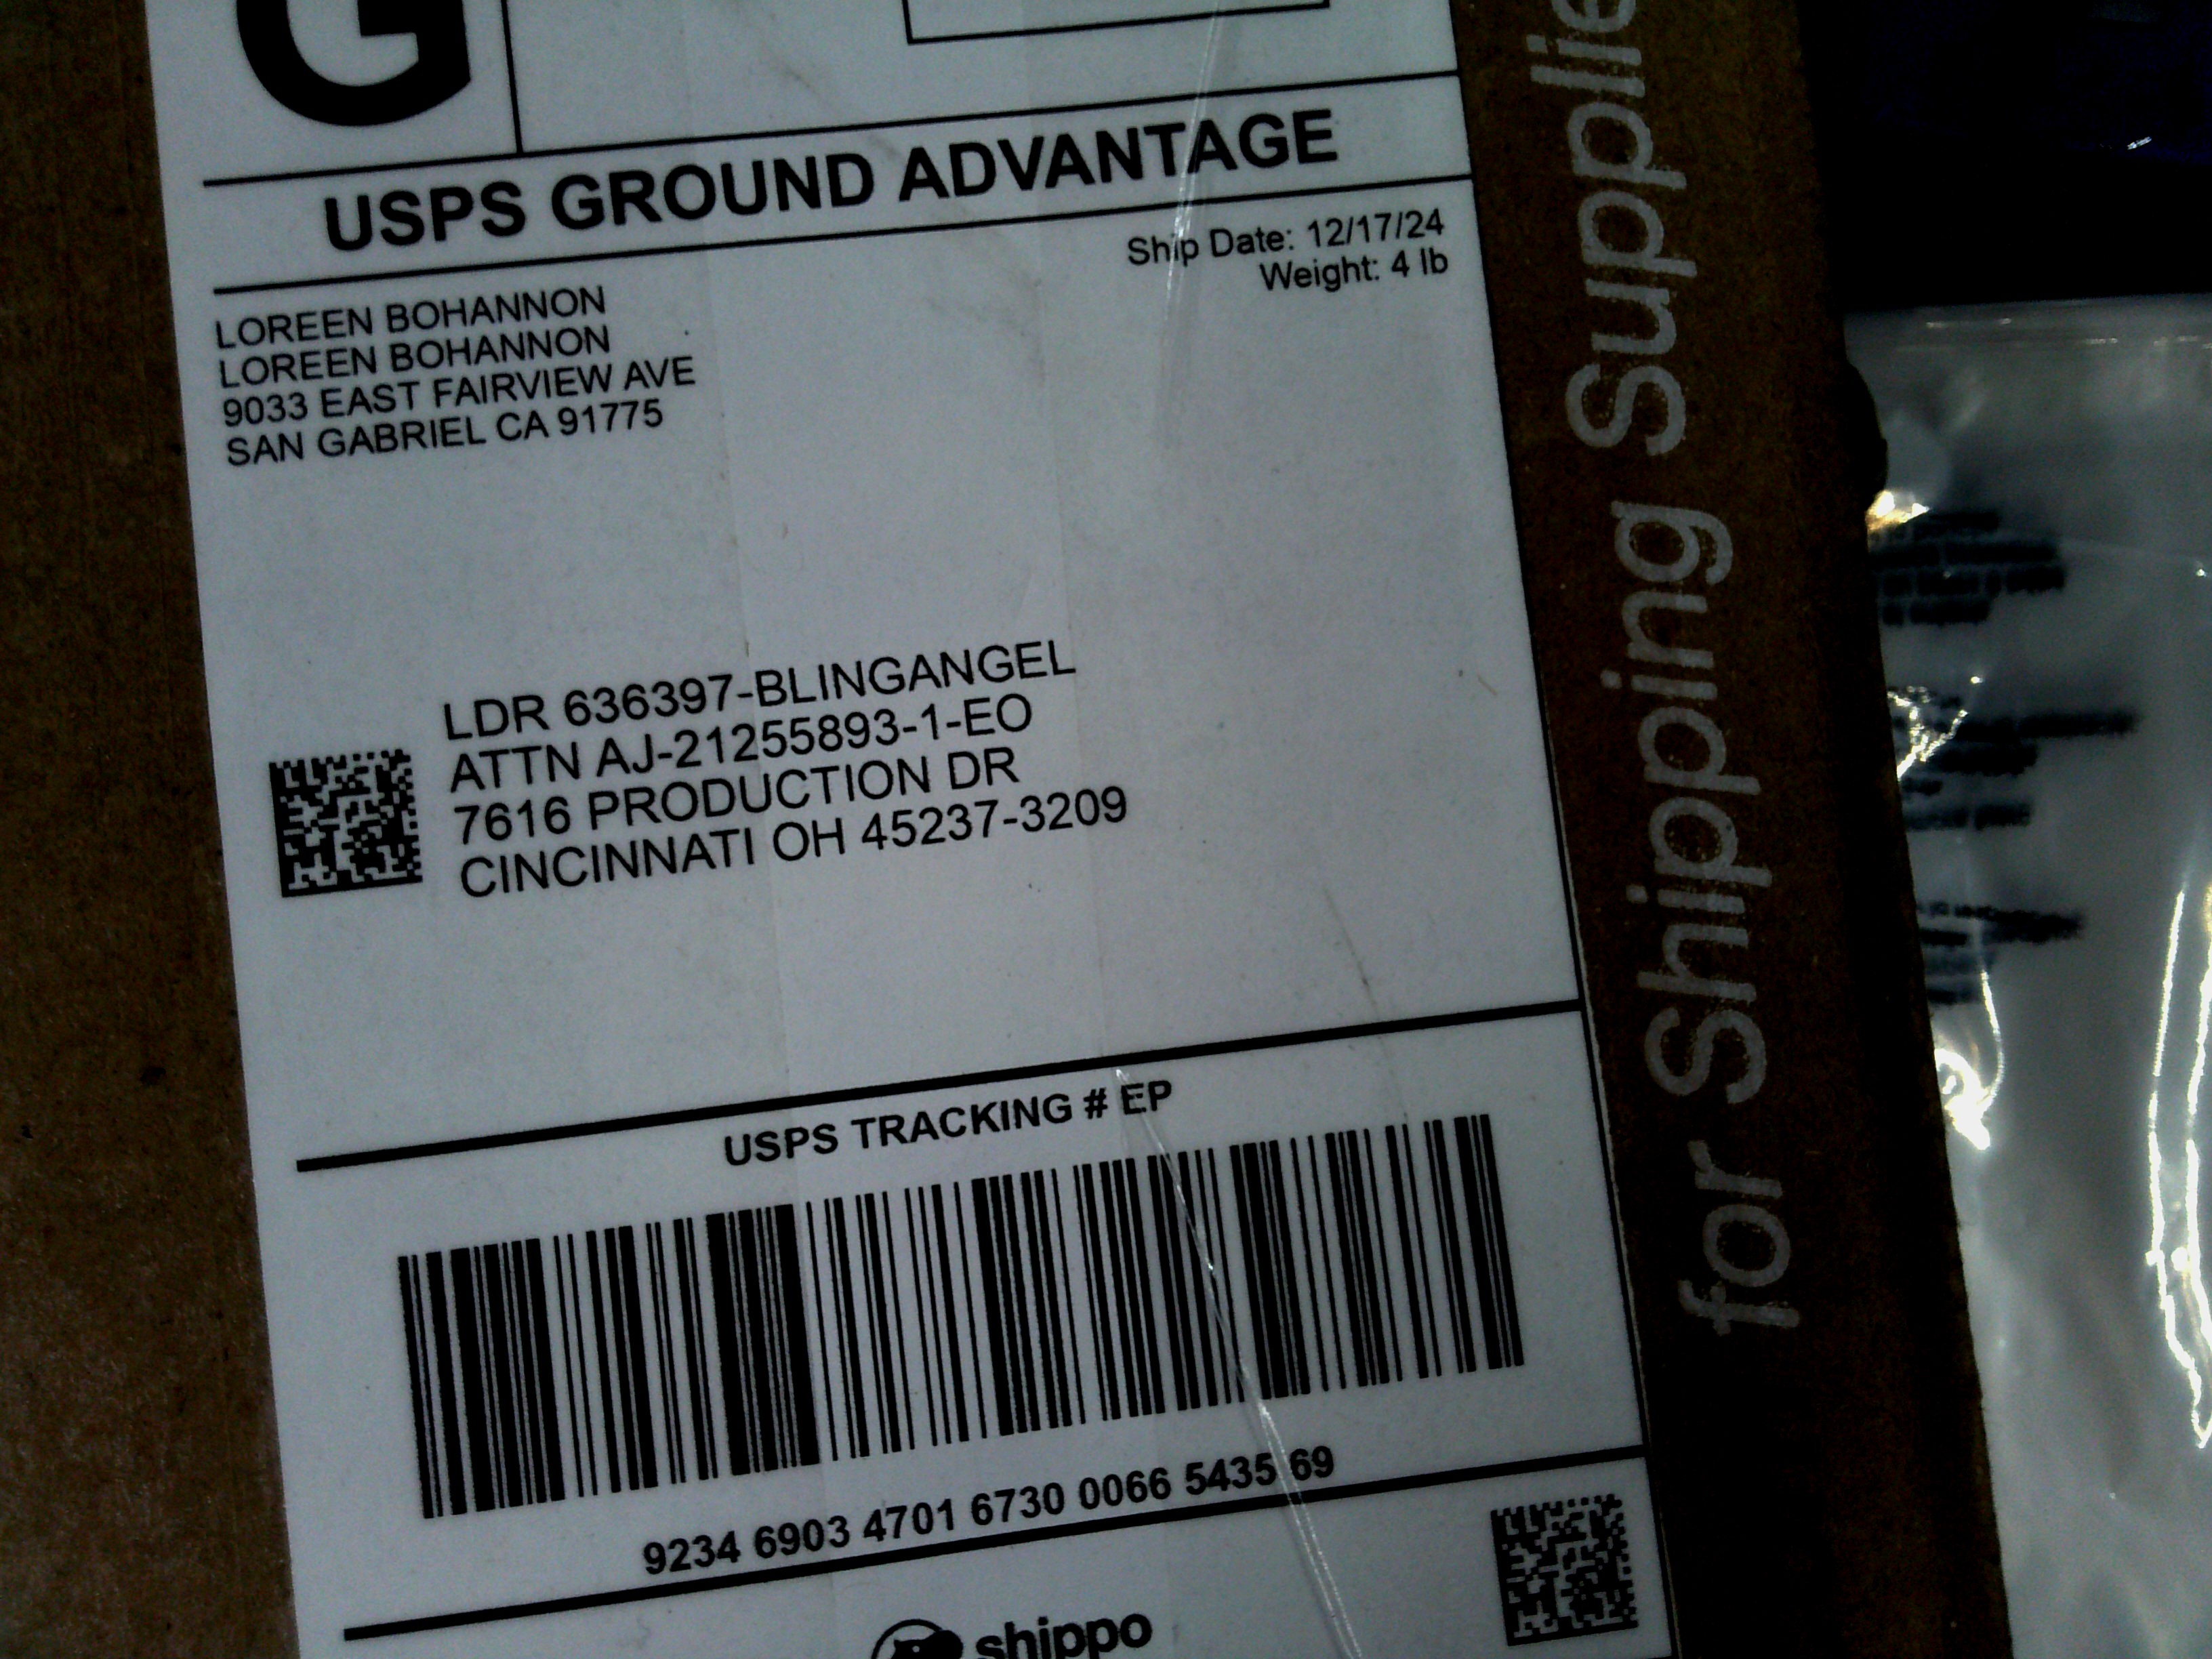 G
USPS GROUND ADVANTAGE
Ship Date: 12/17/24
Weight: 4 lb
LOREEN BOHANNON
LOREEN BOHANNON
9033 EAST FAIRVIEW AVE
SAN GABRIEL CA 91775
LDR 636397-BLINGANGEL
ATTN AJ-21255893-1-EO
7616 PRODUCTION DR
CINCINNATI OH 45237-3209
USPS TRACKING # EP
9234 6903 4701 6730 0066 5435 69
shippo
for Shipping Supplie